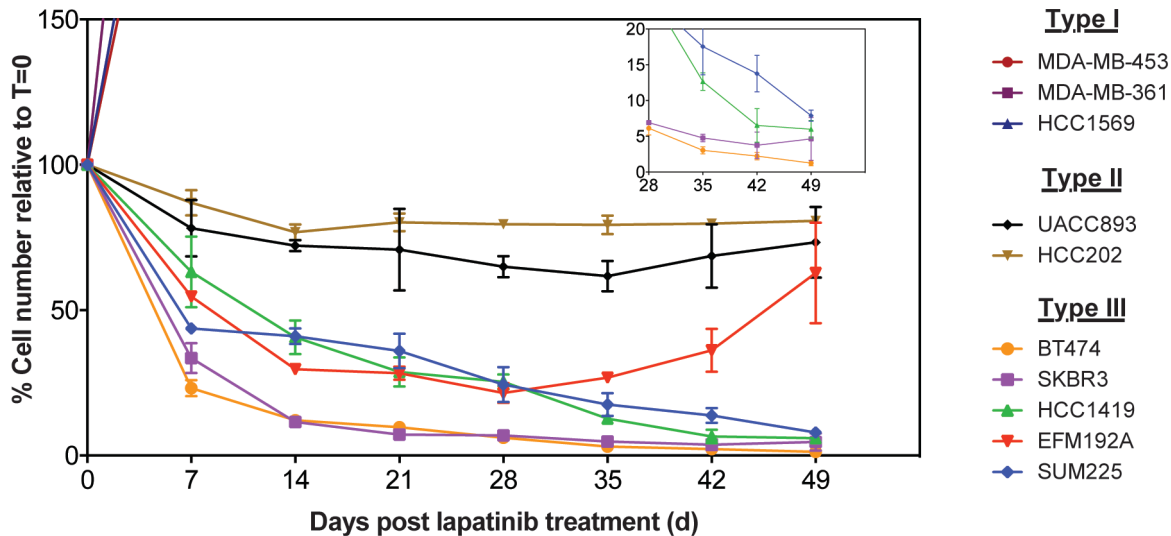 % Cell number relative to T=0
150
100
50
0
0 7 14 21 28 35 42 49
Days post lapatinib treatment (d)
20
15
10
5
0
28 35 42 49
Type I
MDA-MB-453
MDA-MB-361
HCC1569
Type II
UACC893
HCC202
Type III
BT474
SKBR3
HCC1419
EFM192A
SUM225